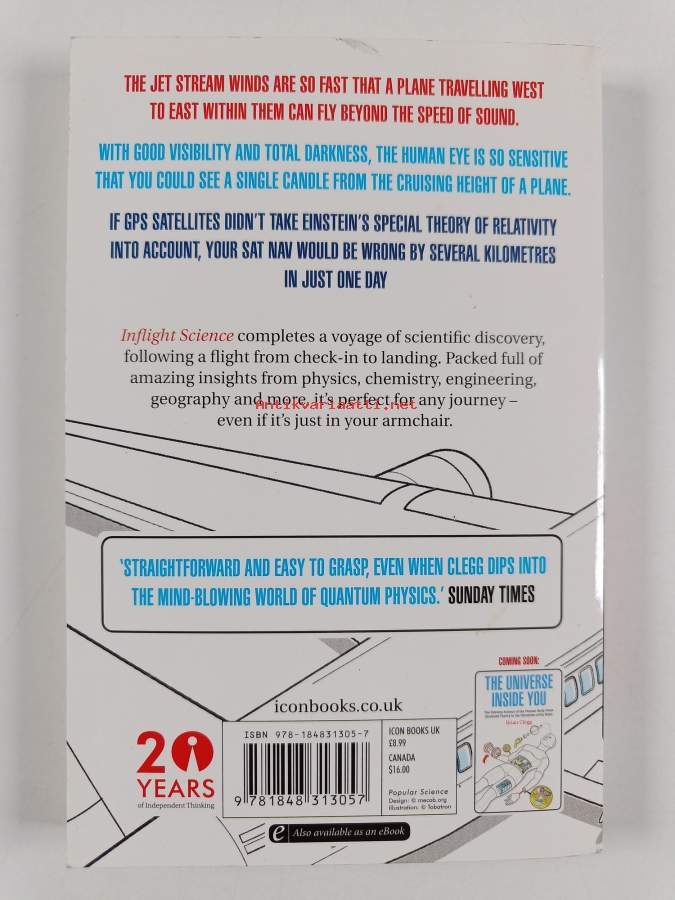 THE JET STREAM WINDS ARE SO FAST THAT A PLANE TRAVELLING WEST
TO EAST WITHIN THEM CAN FLY BEYOND THE SPEED OF SOUND.
WITH GOOD VISIBILITY AND TOTAL DARKNESS, THE HUMAN EYE IS SO SENSITIVE
THAT YOU COULD SEE A SINGLE CANDLE FROM THE CRUISING HEIGHT OF A PLANE.
IF GPS SATELLITES DIDN'T TAKE EINSTEIN'S SPECIAL THEORY OF RELATIVITY
INTO ACCOUNT, YOUR SAT NAV WOULD BE WRONG BY SEVERAL KILOMETRES
IN JUST ONE DAY
Inflight Science completes a voyage of scientific discovery,
following a flight from check-in to landing. Packed full of
amazing insights from physics, chemistry, engineering,
geography and more, it's perfect for any journey –
Antikvariaatti.net
even if it's just in your armchair.
'STRAIGHTFORWARD AND EASY TO GRASP, EVEN WHEN CLEGG DIPS INTO
THE MIND-BLOWING WORLD OF QUANTUM PHYSICS.' SUNDAY TIMES
COMING SOON:
THE UNIVERSE
INSIDE YOU
Brian Clegg
iconbooks.co.uk
20
YEARS
of Independent Thinking
ISBN 978-184831305-7
9 781848 313057
ICON BOOKS UK
£8.99
CANADA
$16.00
Popular Science
Design: © mecob.org
Illustration: © Tobatron
e Also available as an eBook